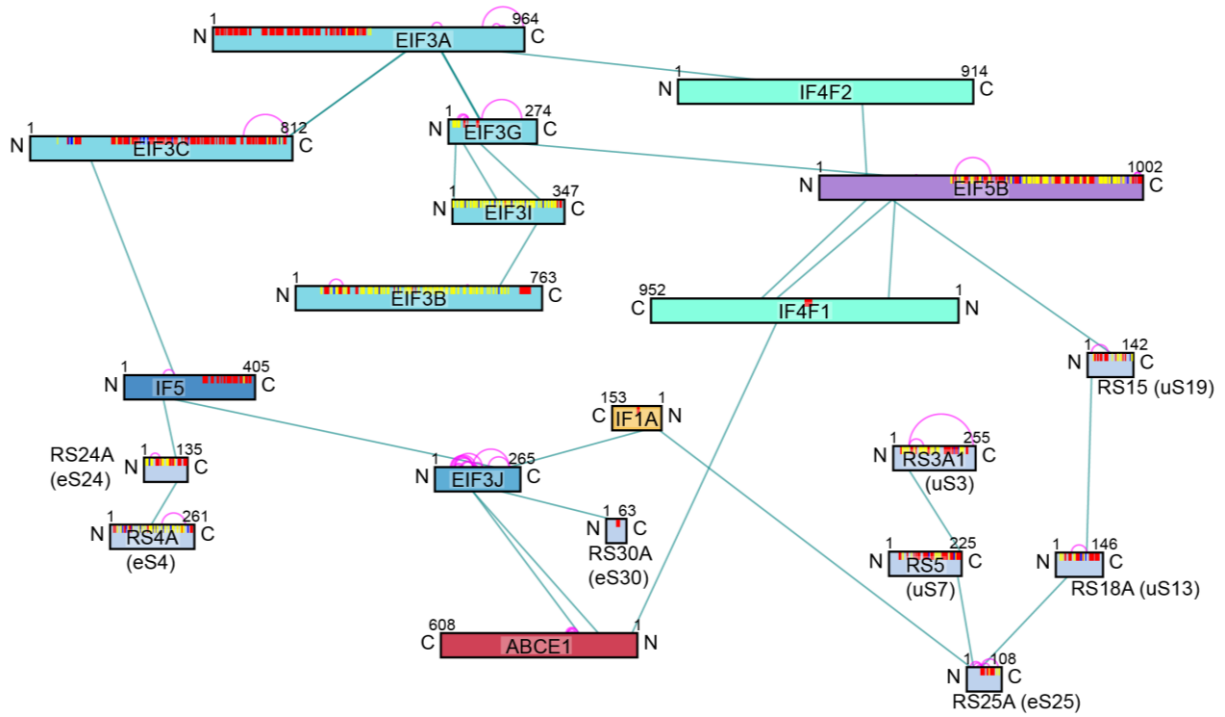 1 964
N EIF3A C
1 914
N IF4F2 C
1 812
N EIF3C C
1 274
N EIF3G C
1 1002
N EIF5B C
1 347
N EIF3I C
1 763
N EIF3B C
952 1
C IF4F1 N
1 142
N C
RS15 (uS19)
1 405
N IF5 C
153 1
C IF1A N
RS24A
(eS24)
1 135
N C
1 265
N EIF3J C
1 255
N RS3A1 C
(uS3)
1 261
N RS4A C
(eS4)
1 63
N C
RS30A
(eS30)
1 225
N RS5 C
(uS7)
1 146
N C
RS18A (uS13)
608 1
C ABCE1 N
1 108
N C
RS25A (eS25)